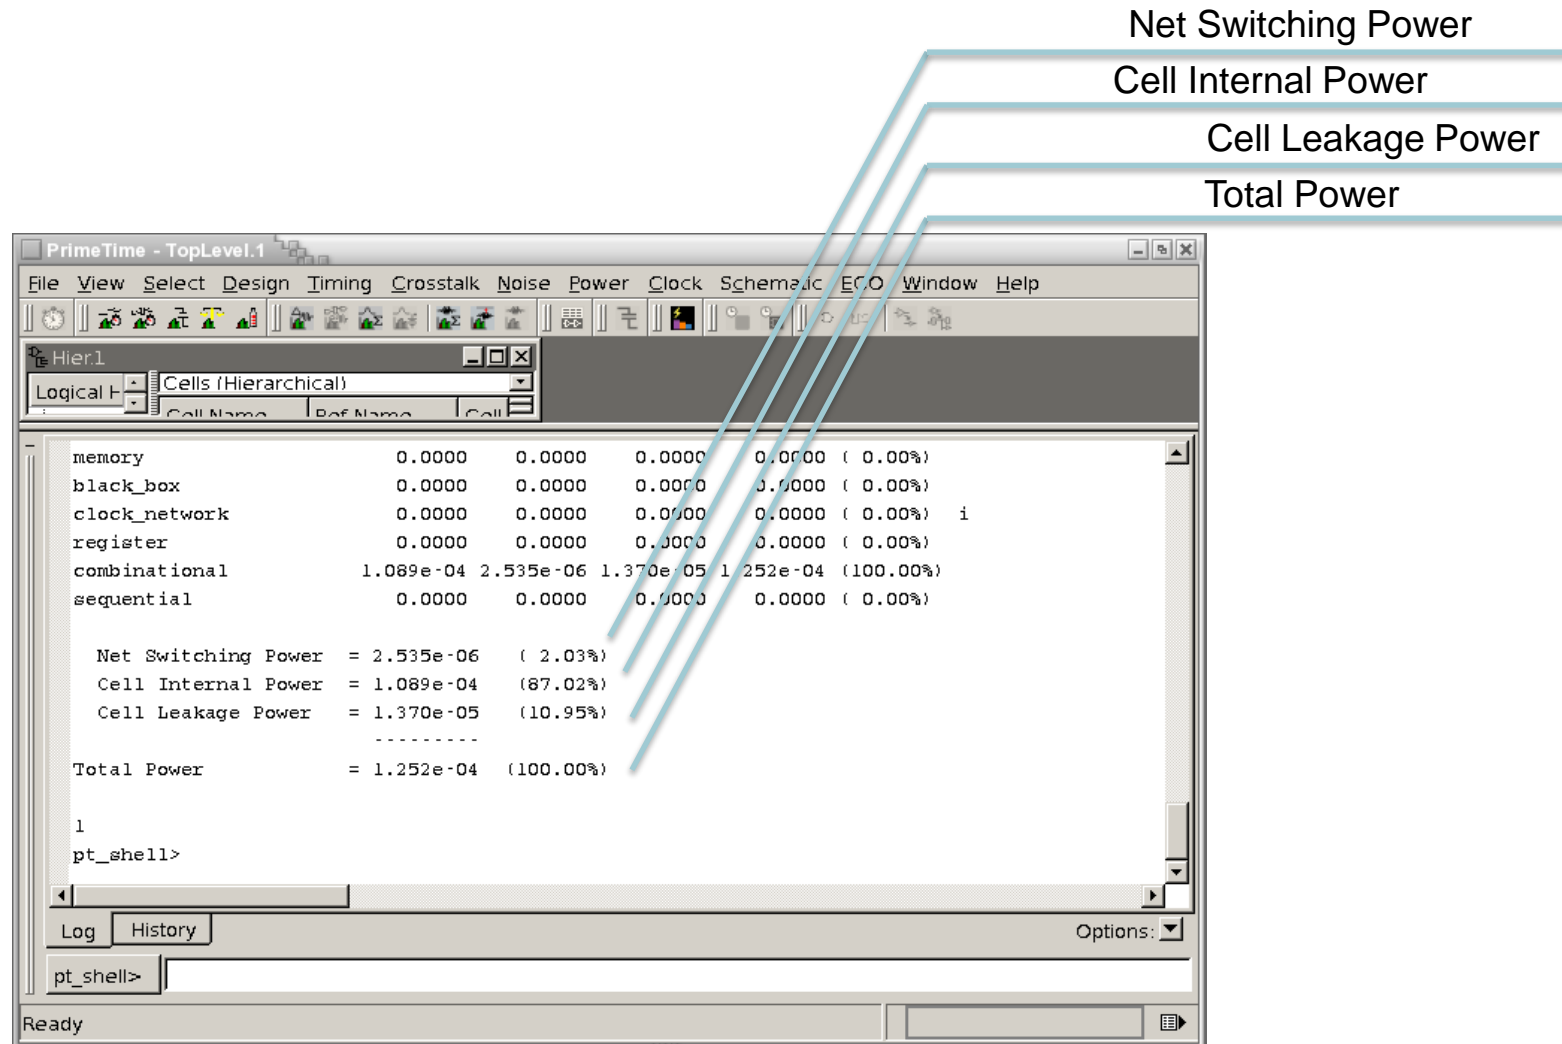 Net Switching Power
Cell Internal Power
Cell Leakage Power
Total Power
PrimeTime - TopLevel.1
File View Select Design Timing Crosstalk Noise Power Clock Schematic ECO Window Help
Hier.1
Logical H
Cells (Hierarchical)
Cell Name Ref Name Cell
memory 0.0000 0.0000 0.0000 0.0000 ( 0.00%)
black_box 0.0000 0.0000 0.0000 0.0000 ( 0.00%)
clock_network 0.0000 0.0000 0.0000 0.0000 ( 0.00%) i
register 0.0000 0.0000 0.0000 0.0000 ( 0.00%)
combinational 1.089e-04 2.535e-06 1.370e-05 1.252e-04 (100.00%)
sequential 0.0000 0.0000 0.0000 0.0000 ( 0.00%)
Net Switching Power = 2.535e-06 ( 2.03%)
Cell Internal Power = 1.089e-04 (87.02%)
Cell Leakage Power = 1.370e-05 (10.95%)
---------
Total Power = 1.252e-04 (100.00%)
1
pt_shell>
Log History Options:
pt_shell>
Ready